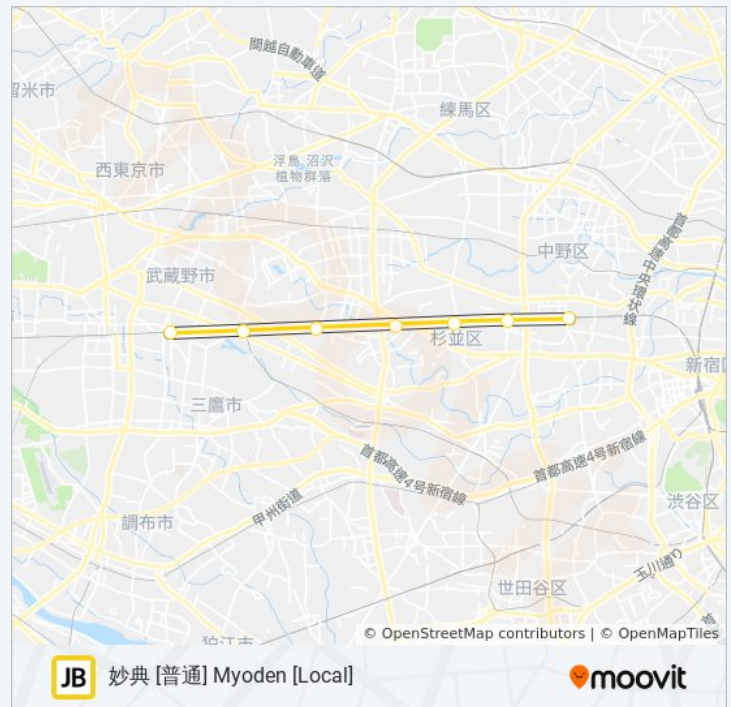 関越自動車道
留米市
練馬区
西東京市
浮島 沼沢
植物群落
首都高速中央環状線
中野区
武蔵野市
杉並区
新宿区
三鷹市
首都高速4号新宿線
首都高速4号新宿線
渋谷区
甲州街道
調布市
玉川通り
世田谷区
首
狛江市
© OpenStreetMap contributors | © OpenMapTiles
JB 妙典 [普通] Myoden [Local] moovit